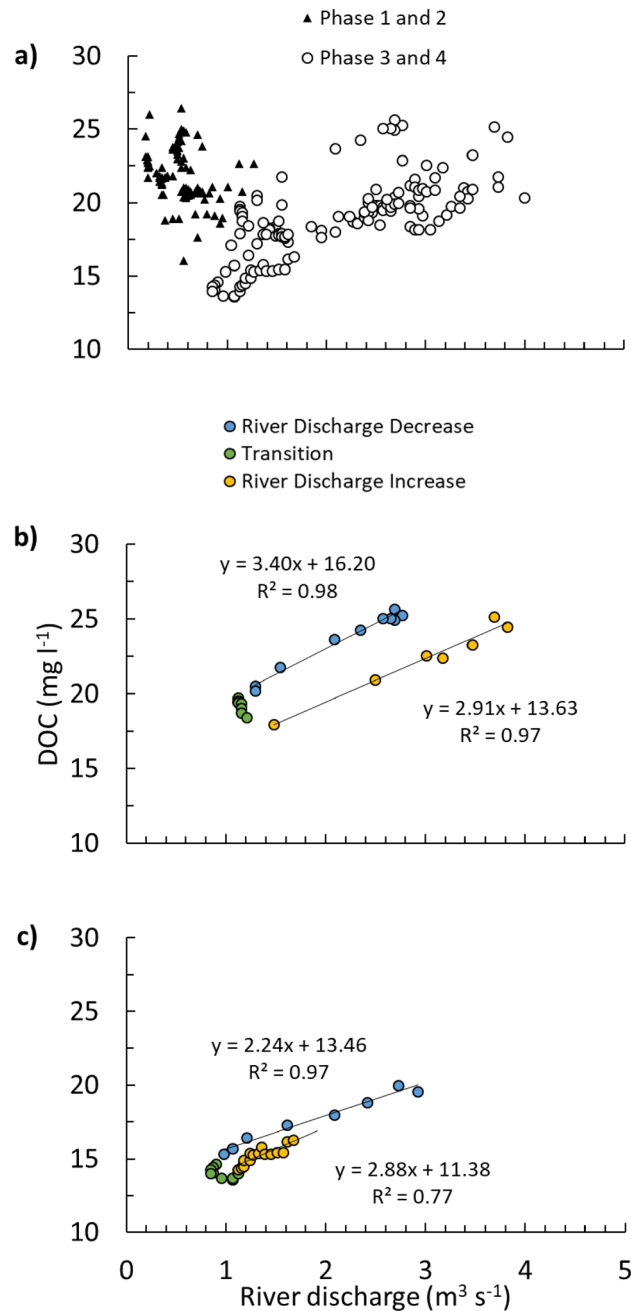 Phase 1 and 2
a)
Phase 3 and 4
30
25
20
15
10
River Discharge Decrease
Transition
River Discharge Increase
b)
30
y = 3.40x + 16.20
R² = 0.98
25
DOC (mg l⁻¹)
20
y = 2.91x + 13.63
R² = 0.97
15
10
c)
30
25
y = 2.24x + 13.46
R² = 0.97
20
15
y = 2.88x + 11.38
R² = 0.77
10
0 1 2 3 4 5
River discharge (m³ s⁻¹)